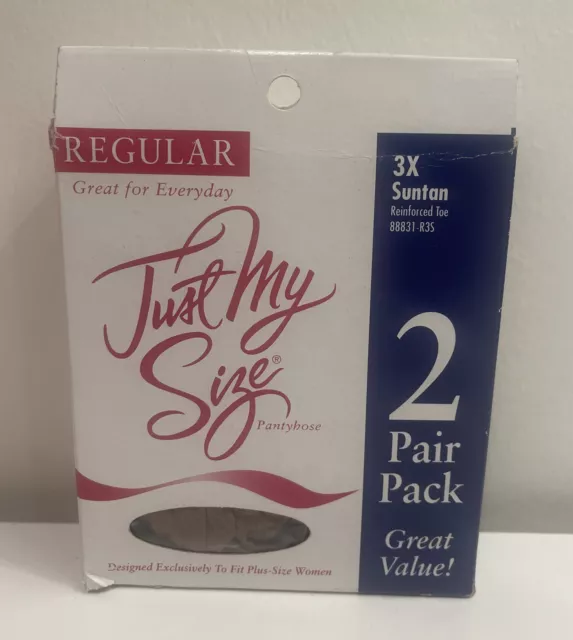 REGULAR
Great for Everyday
Just My
Size®
Pantyhose
Designed Exclusively To Fit Plus-Size Women
3X
Suntan
Reinforced Toe
88831-R3S
2
Pair
Pack
Great
Value!